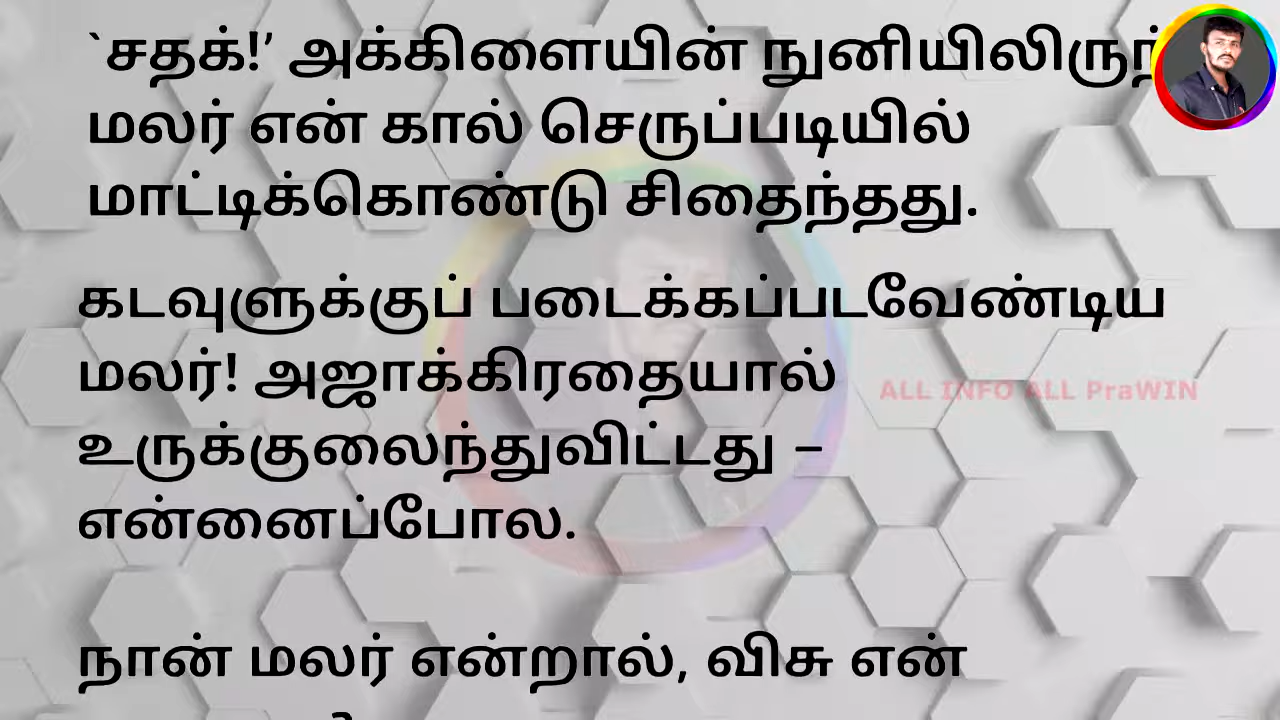 `சதக்!’ அக்கிளையின் நுனியிலிருந்
மலர் என் கால் செருப்படியில்
மாட்டிக்கொண்டு சிதைந்தது.
கடவுளுக்குப் படைக்கப்படவேண்டிய
மலர்! அஜாக்கிரதையால்
ALL INFO ALL PraWIN
உருக்குலைந்துவிட்டது –
என்னைப்போல.
நான் மலர் என்றால், விசு என்